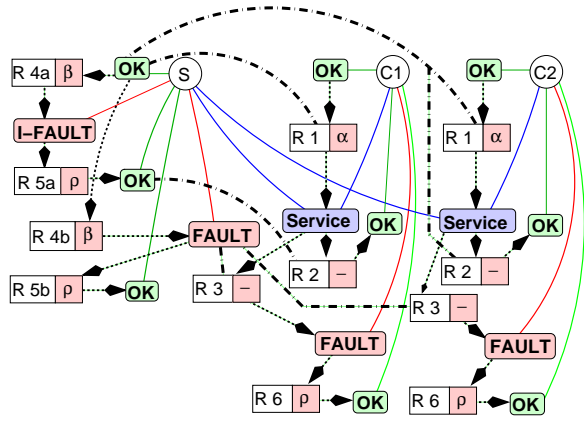 R 4a β OK S OK C1 OK C2
I–FAULT R 1 α R 1 α
R 5a ρ OK
R 4b β FAULT Service OK Service OK
R 5b ρ OK R 3 – R 2 – R 2 –
R 3 –
FAULT FAULT
R 6 ρ OK R 6 ρ OK